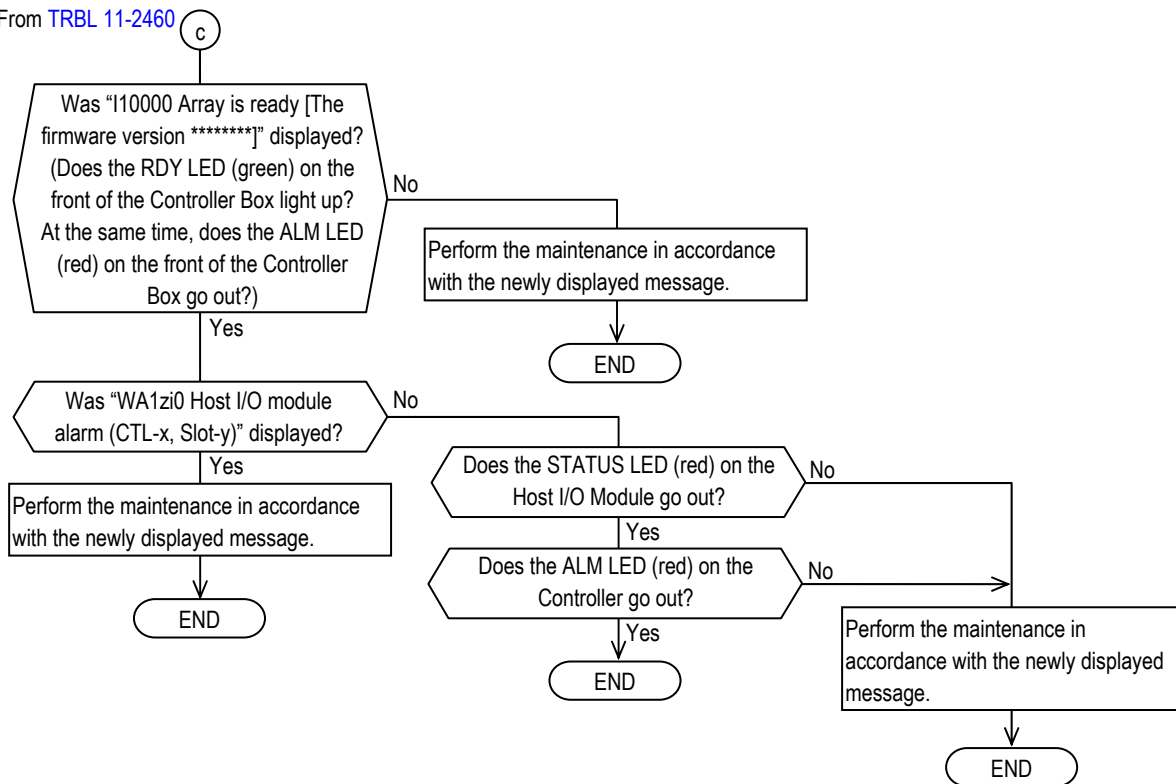 From TRBL 11-2460
c
Was “I10000 Array is ready [The
firmware version ********]” displayed?
(Does the RDY LED (green) on the
front of the Controller Box light up?
At the same time, does the ALM LED
(red) on the front of the Controller
Box go out?)
No
Perform the maintenance in accordance
with the newly displayed message.
END
Yes
Was “WA1zi0 Host I/O module
alarm (CTL-x, Slot-y)” displayed?
No
Yes
Perform the maintenance in accordance
with the newly displayed message.
END
Does the STATUS LED (red) on the
Host I/O Module go out?
No
Yes
Does the ALM LED (red) on the
Controller go out?
No
Yes
END
Perform the maintenance in
accordance with the newly displayed
message.
END